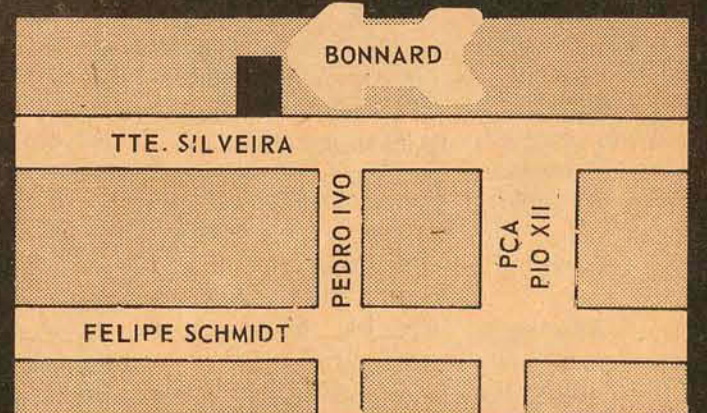 BONNARD
TTE. SILVEIRA
PEDRO IVO
PÇA
PIO XII
FELIPE SCHMIDT